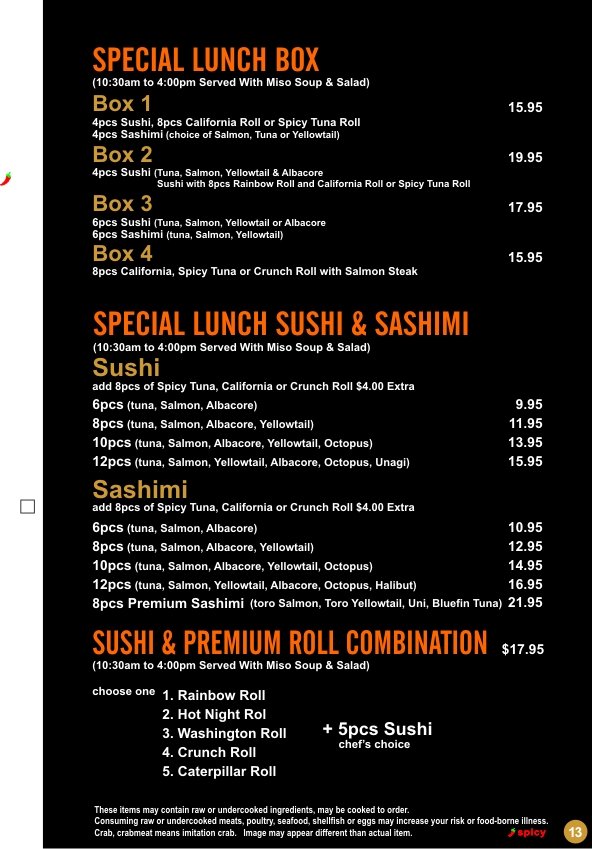 SPECIAL LUNCH BOX
(10:30am to 4:00pm Served With Miso Soup & Salad)
Box 1 15.95
4pcs Sushi, 8pcs California Roll or Spicy Tuna Roll
4pcs Sashimi (choice of Salmon, Tuna or Yellowtail)
Box 2 19.95
4pcs Sushi (Tuna, Salmon, Yellowtail & Albacore
Sushi with 8pcs Rainbow Roll and California Roll or Spicy Tuna Roll
Box 3 17.95
6pcs Sushi (Tuna, Salmon, Yellowtail or Albacore
6pcs Sashimi (tuna, Salmon, Yellowtail)
Box 4 15.95
8pcs California, Spicy Tuna or Crunch Roll with Salmon Steak
SPECIAL LUNCH SUSHI & SASHIMI
(10:30am to 4:00pm Served With Miso Soup & Salad)
Sushi
add 8pcs of Spicy Tuna, California or Crunch Roll $4.00 Extra
6pcs (tuna, Salmon, Albacore) 9.95
8pcs (tuna, Salmon, Albacore, Yellowtail) 11.95
10pcs (tuna, Salmon, Albacore, Yellowtail, Octopus) 13.95
12pcs (tuna, Salmon, Yellowtail, Albacore, Octopus, Unagi) 15.95
Sashimi
add 8pcs of Spicy Tuna, California or Crunch Roll $4.00 Extra
6pcs (tuna, Salmon, Albacore) 10.95
8pcs (tuna, Salmon, Albacore, Yellowtail) 12.95
10pcs (tuna, Salmon, Albacore, Yellowtail, Octopus) 14.95
12pcs (tuna, Salmon, Yellowtail, Albacore, Octopus, Halibut) 16.95
8pcs Premium Sashimi (toro Salmon, Toro Yellowtail, Uni, Bluefin Tuna) 21.95
SUSHI & PREMIUM ROLL COMBINATION $17.95
(10:30am to 4:00pm Served With Miso Soup & Salad)
choose one 1. Rainbow Roll
2. Hot Night Rol
3. Washington Roll
4. Crunch Roll
5. Caterpillar Roll
+ 5pcs Sushi
chef's choice
These items may contain raw or undercooked ingredients, may be cooked to order.
Consuming raw or undercooked meats, poultry, seafood, shellfish or eggs may increase your risk or food-borne illness.
Crab, crabmeat means imitation crab. Image may appear different than actual item.
spicy 13